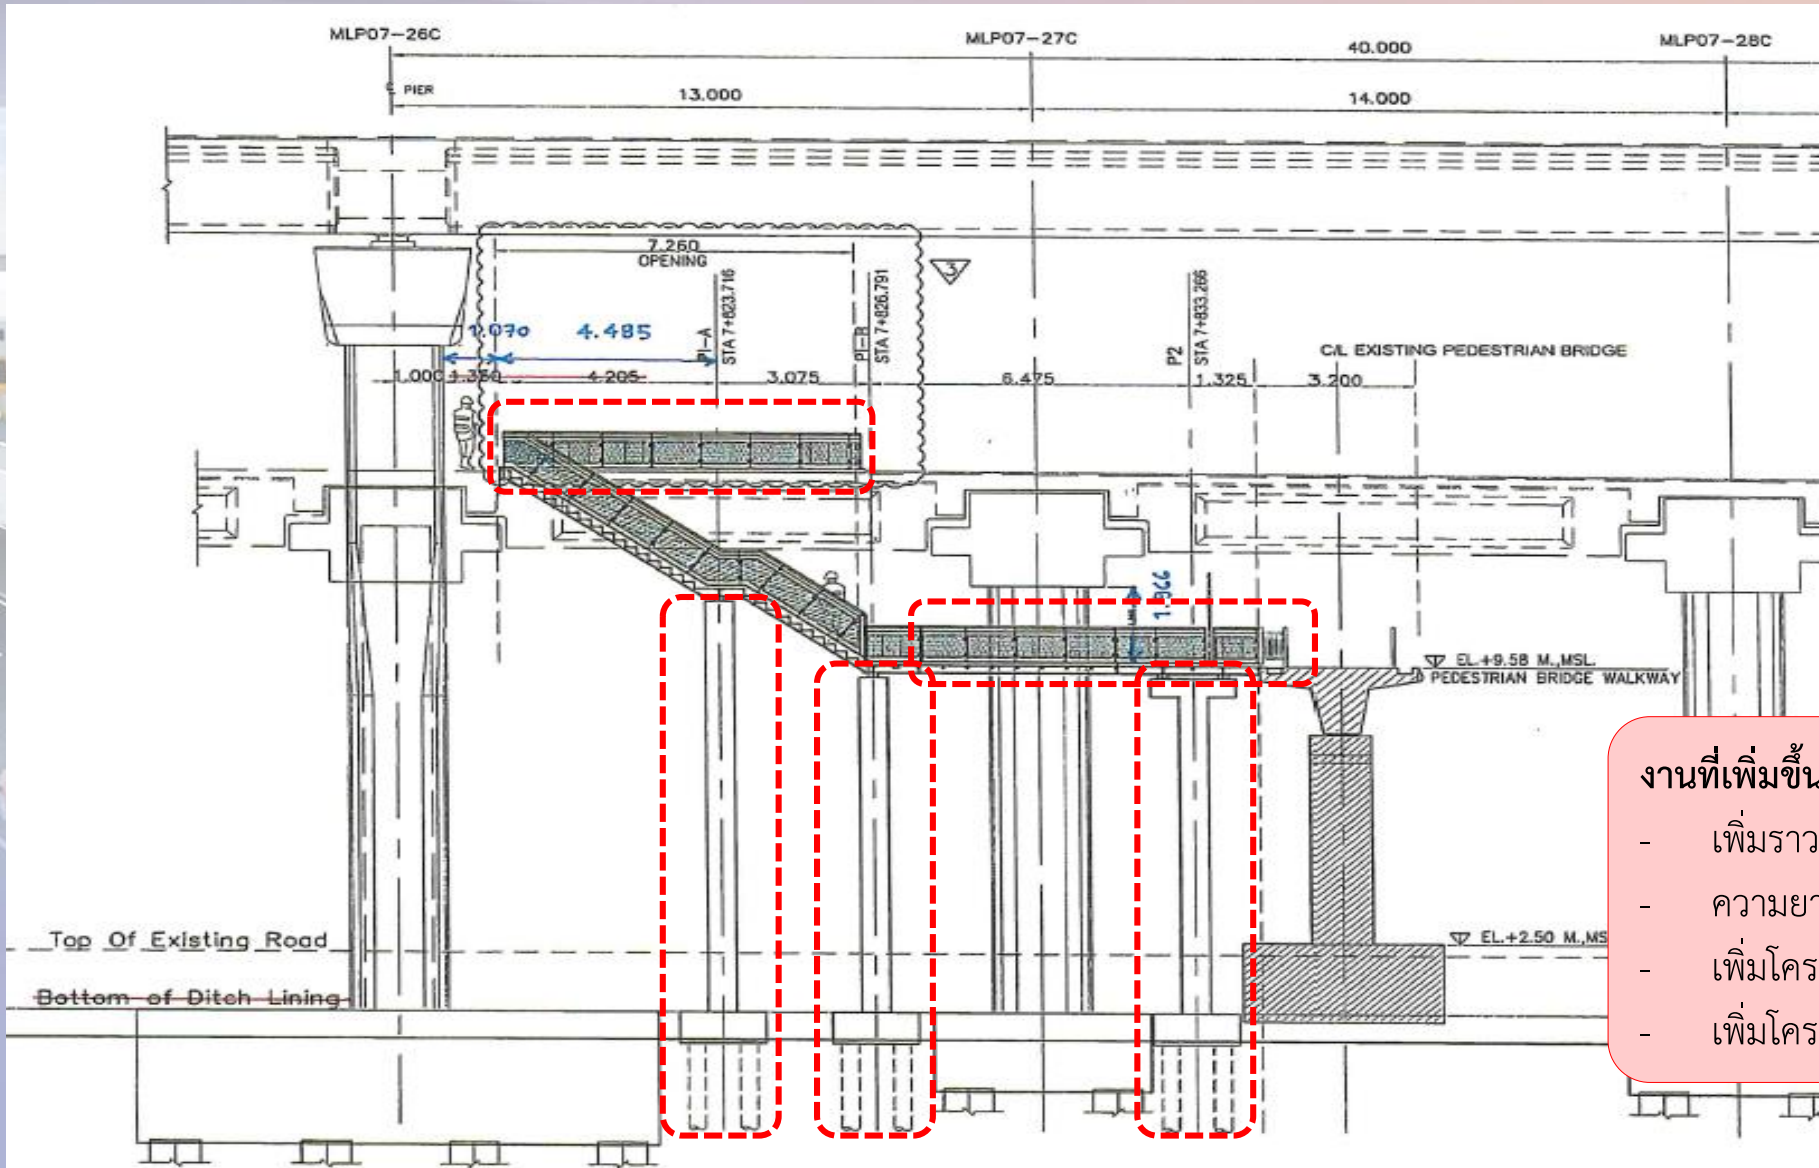 MLP07-26C
MLP07-27C
MLP07-28C
40.000
℄ PIER
13.000
14.000
7.260
OPENING
3
1.070
4.485
P1-A
STA 7+823.716
P1-B
STA 7+826.791
P2
STA 7+833.266
C/L EXISTING PEDESTRIAN BRIDGE
1.000
1.350
4.205
3.075
6.475
1.325
3.200
1.966
EL.+9.58 M.,MSL.
PEDESTRIAN BRIDGE WALKWAY
งานที่เพิ่มขึ้น
- เพิ่มราว
- ความยา
- เพิ่มโคร
- เพิ่มโคร
Top Of Existing Road
EL.+2.50 M.,MS
Bottom of Ditch Lining